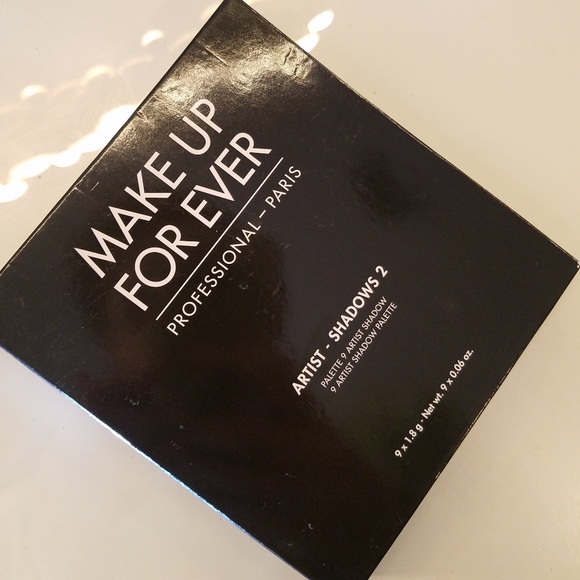 MAKE UP
FOR EVER
PROFESSIONAL – PARIS
ARTIST - SHADOWS 2
PALETTE 9 ARTIST SHADOW
9 ARTIST SHADOW PALETTE
9 x 1.8 g - Net wt. 9 x 0.06 oz.